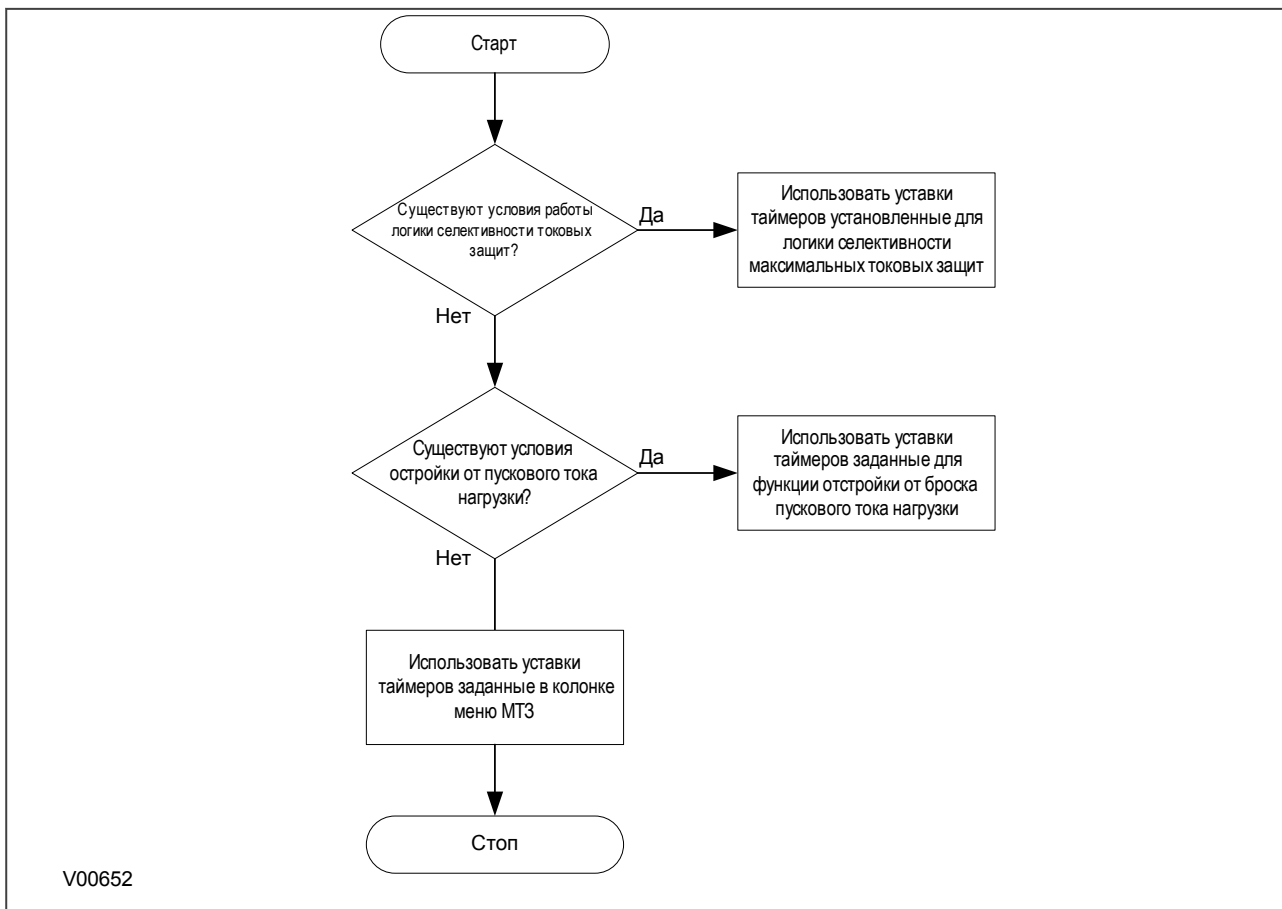 Старт
Существуют условия работы
логики селективности токовых
защит?
Да
Использовать уставки
таймеров установленные для
логики селективности
максимальных токовых защит
Нет
Существуют условия
остройки от пускового тока
нагрузки?
Да
Использовать уставки
таймеров заданные для
функции отстройки от броска
пускового тока нагрузки
Нет
Использовать уставки
таймеров заданные в колонке
меню МТЗ
Стоп
V00652